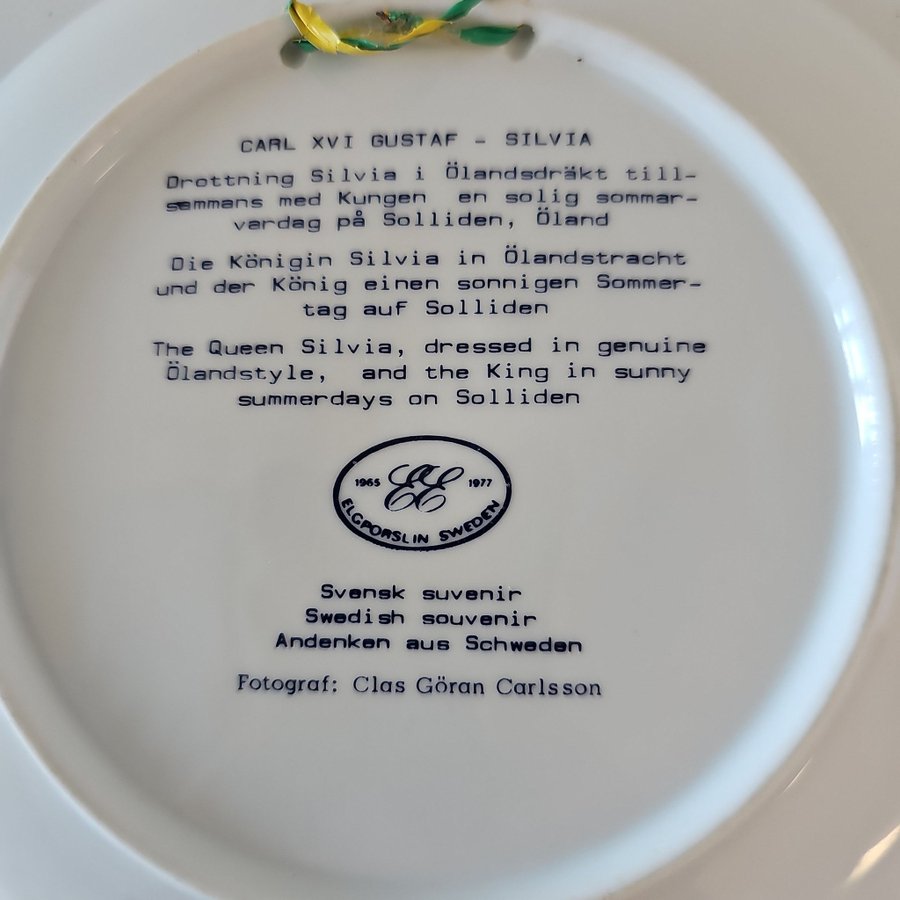 CARL XVI GUSTAF - SILVIA
Drottning Silvia i Ölandsdräkt till-
sammans med Kungen en solig sommar-
vardag på Solliden, Öland
Die Königin Silvia in Ölandstracht
und der König einen sonnigen Sommer-
tag auf Solliden
The Queen Silvia, dressed in genuine
Ölandstyle, and the King in sunny
summerdays on Solliden
1965 EE 1977
ELGPORSLIN SWEDEN
Svensk suvenir
Swedish souvenir
Andenken aus Schweden
Fotograf: Clas Göran Carlsson